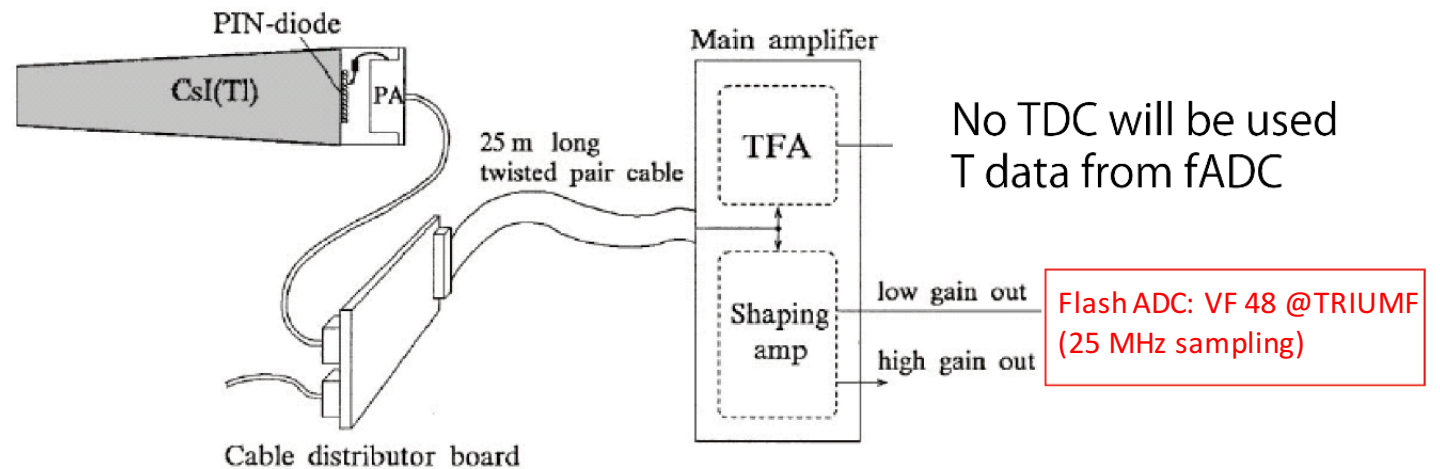 PIN-diode
CsI(Tl)
PA
25 m long
twisted pair cable
Cable distributor board
Main amplifier
TFA
Shaping
amp
low gain out
high gain out
No TDC will be used
T data from fADC
Flash ADC: VF 48 @TRIUMF
(25 MHz sampling)